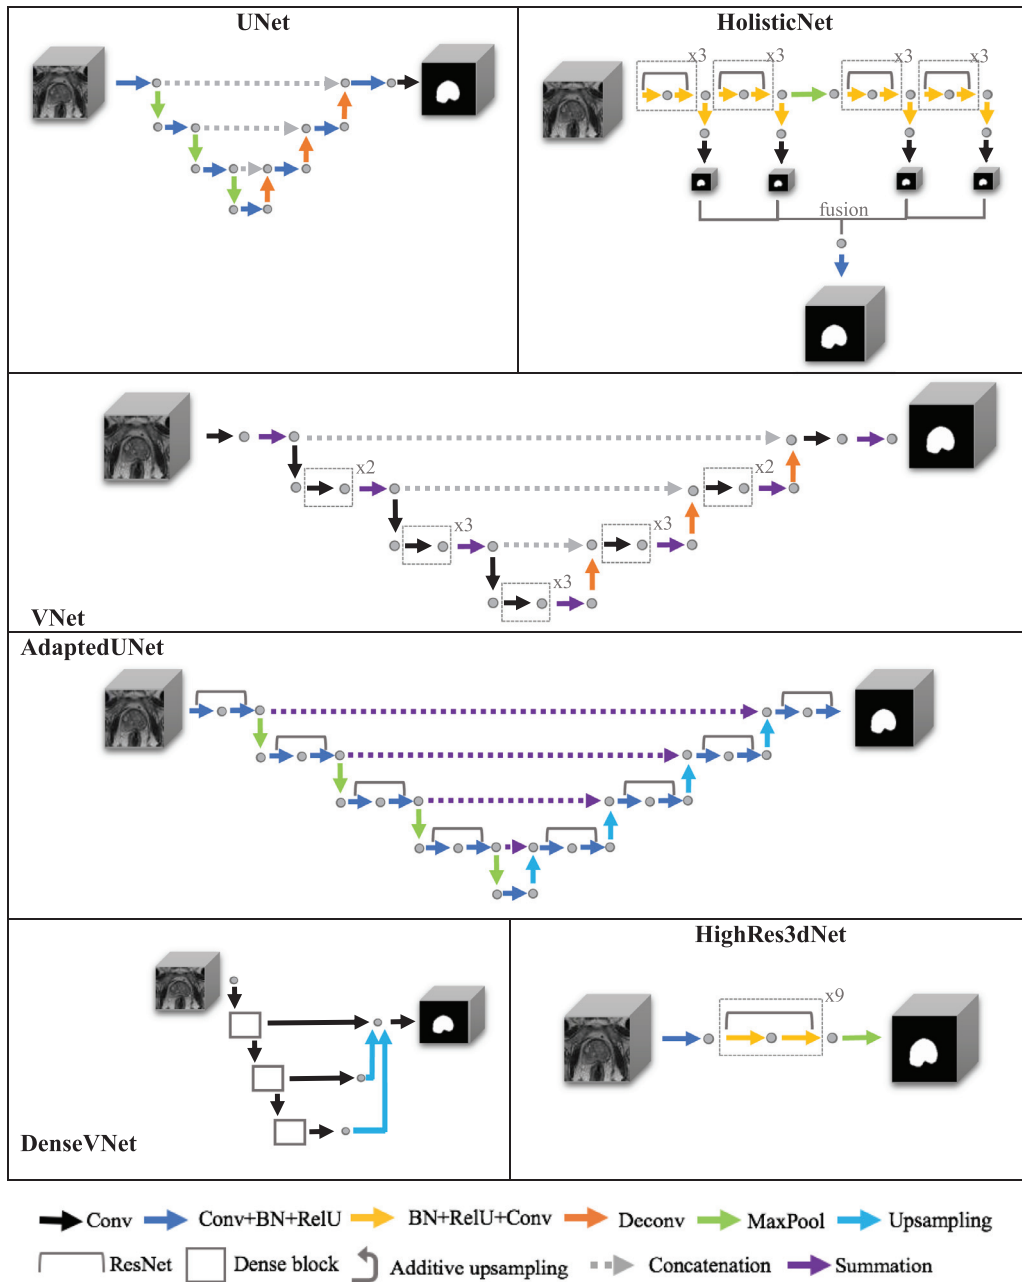 UNet
HolisticNet
x3
x3
x3
x3
fusion
x2
x2
x3
x3
x3
VNet
AdaptedUNet
HighRes3dNet
x9
DenseVNet
Conv Conv+BN+RelU BN+RelU+Conv Deconv MaxPool Upsampling
ResNet Dense block Additive upsampling Concatenation Summation